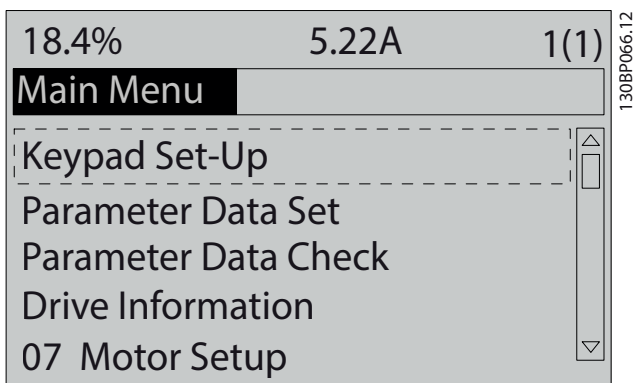 18.4% 5.22A 1(1)
Main Menu
Keypad Set-Up
Parameter Data Set
Parameter Data Check
Drive Information
07 Motor Setup
130BP066.12